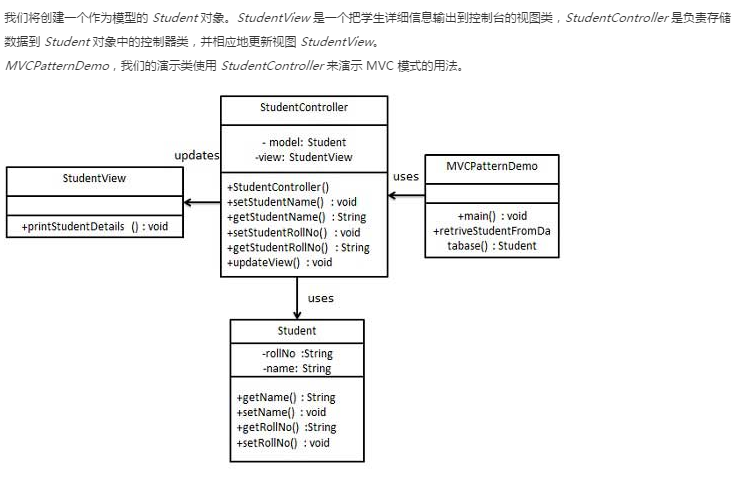 我们将创建一个作为模型的 Student 对象。StudentView 是一个把学生详细信息输出到控制台的视图类，StudentController 是负责存储
数据到 Student 对象中的控制器类，并相应地更新视图 StudentView。
MVCPatternDemo，我们的演示类使用 StudentController 来演示 MVC 模式的用法。
StudentController
- model: Student
-view: StudentView
+StudentController()
+setStudentName() : void
+getStudentName() : String
+setStudentRollNo() : void
+getStudentRollNo() : String
+updateView() : void
updates
StudentView
+printStudentDetails () : void
uses
MVCPatternDemo
+main() : void
+retriveStudentFromDa
tabase() : Student
uses
Student
-rollNo :String
-name: String
+getName() : String
+setName() : void
+getRollNo() :String
+setRollNo() : void